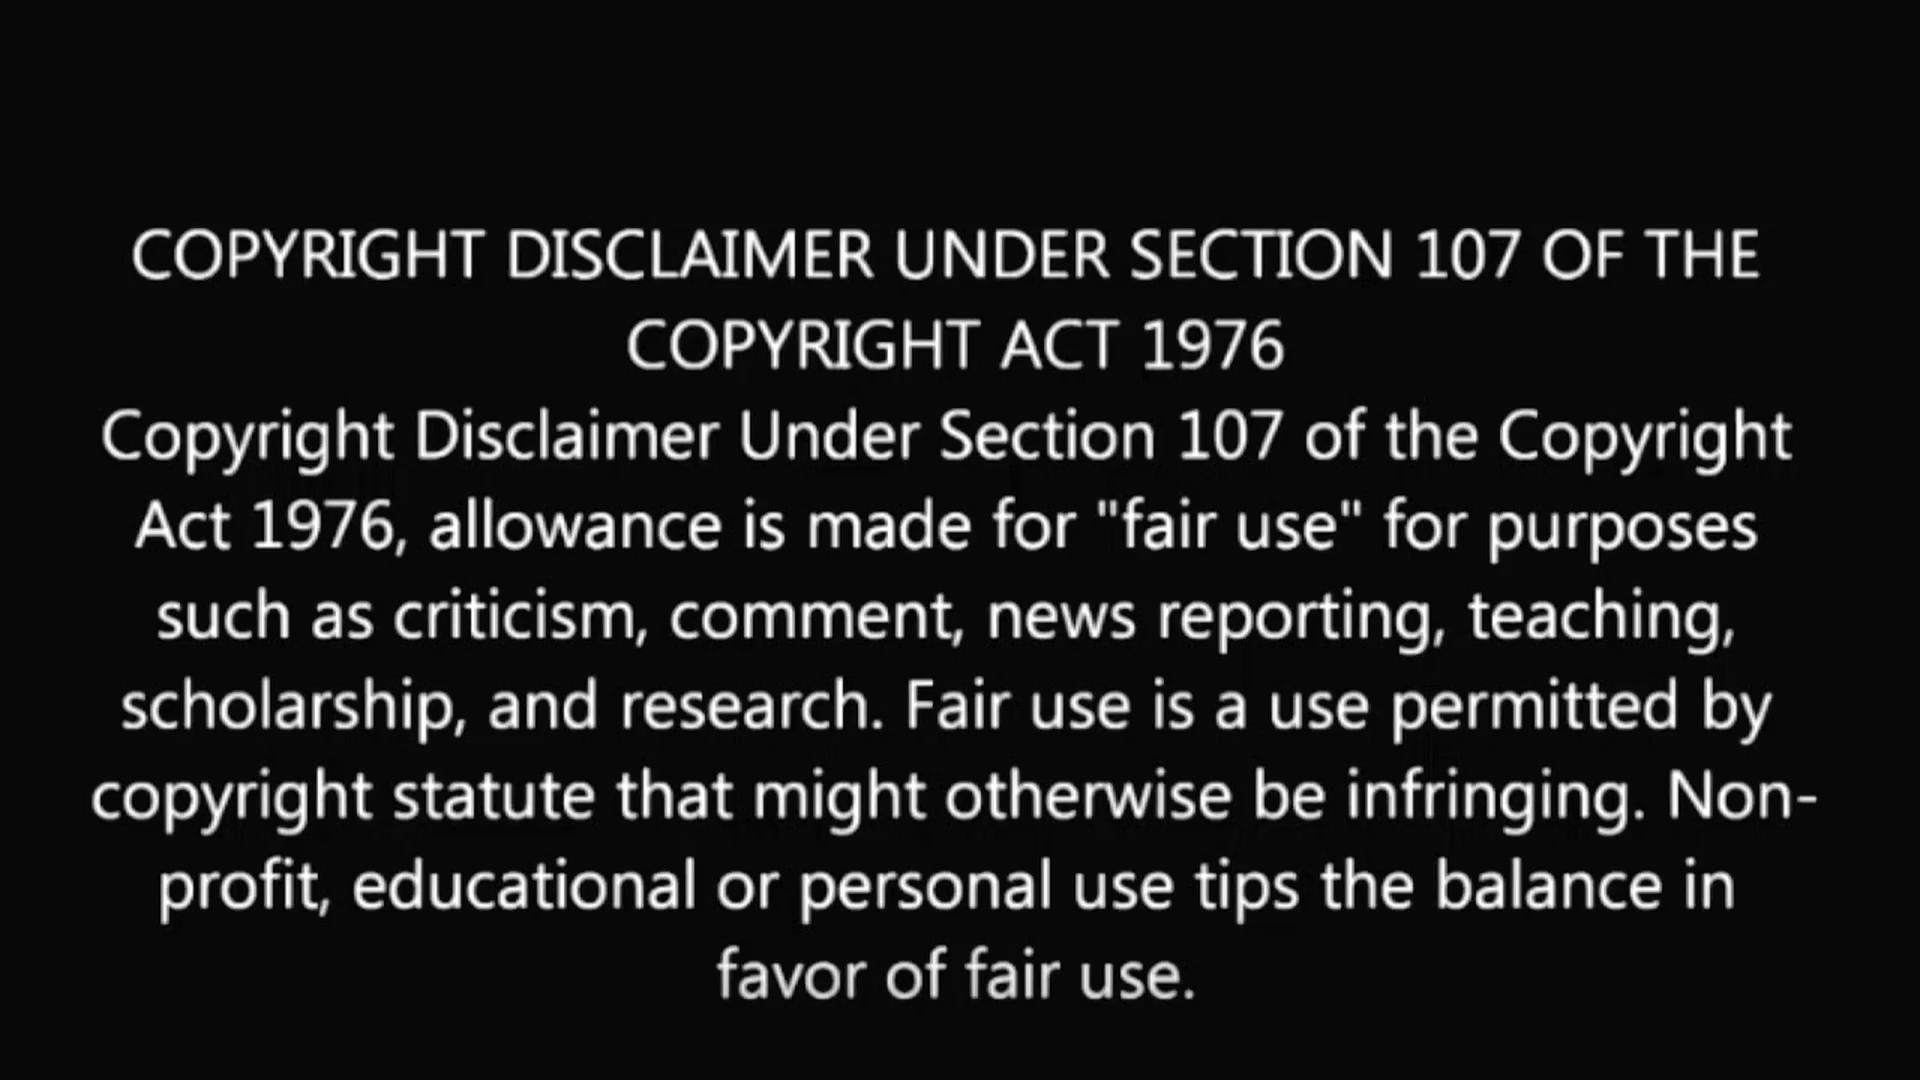 COPYRIGHT DISCLAIMER UNDER SECTION 107 OF THE
COPYRIGHT ACT 1976
Copyright Disclaimer Under Section 107 of the Copyright
Act 1976, allowance is made for "fair use" for purposes
such as criticism, comment, news reporting, teaching,
scholarship, and research. Fair use is a use permitted by
copyright statute that might otherwise be infringing. Non-
profit, educational or personal use tips the balance in
favor of fair use.